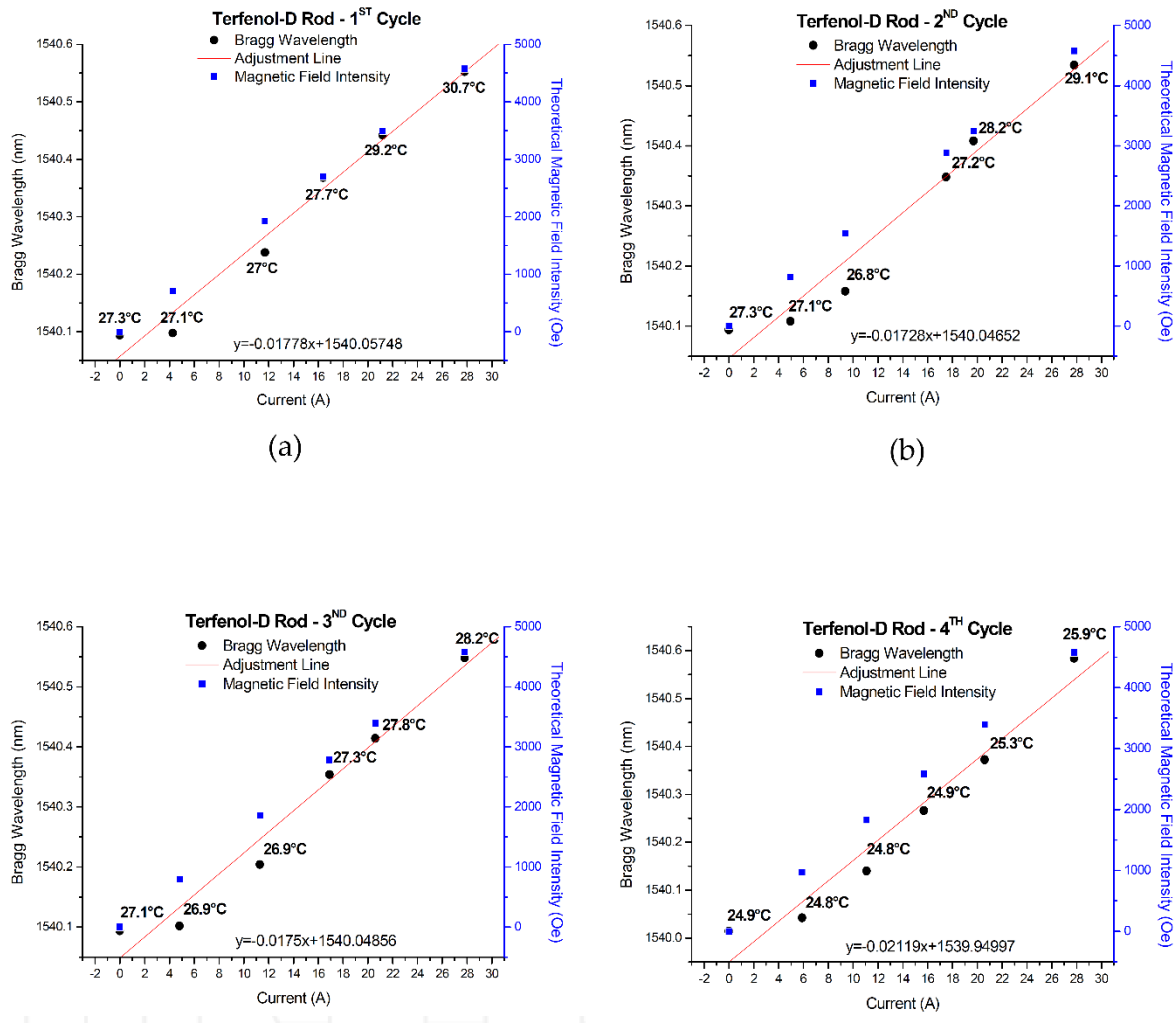 Terfenol-D Rod - 1ST Cycle
Bragg Wavelength
Adjustment Line
Magnetic Field Intensity
1540.6
1540.5
1540.4
1540.3
1540.2
1540.1
Bragg Wavelength (nm)
5000
4000
3000
2000
1000
0
Theoretical Magnetic Field Intensity (Oe)
30.7°C
29.2°C
27.7°C
27°C
27.3°C
27.1°C
y=-0.01778x+1540.05748
-2 0 2 4 6 8 10 12 14 16 18 20 22 24 26 28 30
Current (A)
(a)
Terfenol-D Rod - 2ND Cycle
Bragg Wavelength
Adjustment Line
Magnetic Field Intensity
1540.6
1540.5
1540.4
1540.3
1540.2
1540.1
Bragg Wavelength (nm)
5000
4000
3000
2000
1000
0
Theoretical Magnetic Field Intensity (Oe)
29.1°C
28.2°C
27.2°C
26.8°C
27.3°C
27.1°C
y=-0.01728x+1540.04652
-2 0 2 4 6 8 10 12 14 16 18 20 22 24 26 28 30
Current (A)
(b)
Terfenol-D Rod - 3ND Cycle
Bragg Wavelength
Adjustment Line
Magnetic Field Intensity
1540.6
1540.5
1540.4
1540.3
1540.2
1540.1
Bragg Wavelength (nm)
5000
4000
3000
2000
1000
0
Theoretical Magnetic Field Intensity (Oe)
28.2°C
27.8°C
27.3°C
26.9°C
27.1°C
26.9°C
y=-0.0175x+1540.04856
-2 0 2 4 6 8 10 12 14 16 18 20 22 24 26 28 30
Current (A)
Terfenol-D Rod - 4TH Cycle
Bragg Wavelength
Adjustment Line
Magnetic Field Intensity
1540.6
1540.5
1540.4
1540.3
1540.2
1540.1
1540.0
Bragg Wavelength (nm)
5000
4000
3000
2000
1000
0
Theoretical Magnetic Field Intensity (Oe)
25.9°C
25.3°C
24.9°C
24.8°C
24.9°C
24.8°C
y=-0.02119x+1539.94997
-2 0 2 4 6 8 10 12 14 16 18 20 22 24 26 28 30
Current (A)